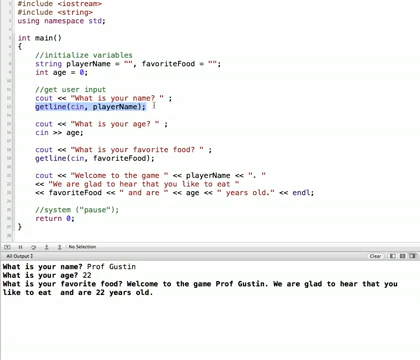 #include <iostream>
#include <string>
using namespace std;
int main()
{
//initialize variables
string playerName = "", favoriteFood = "";
int age = 0;
//get user input
cout << "What is your name? " ;
getline(cin, playerName);
cout << "What is your age? " ;
cin >> age;
cout << "What is your favorite food? " ;
getline(cin, favoriteFood);
cout << "Welcome to the game " << playerName << ". "
<< "We are glad to hear that you like to eat "
<< favoriteFood << " and are " << age << " years old." << endl;
//system ("pause");
return 0;
}
No Selection
All Output
Clear
What is your name? Prof Gustin
What is your age? 22
What is your favorite food? Welcome to the game Prof Gustin. We are glad to hear that you
like to eat  and are 22 years old.